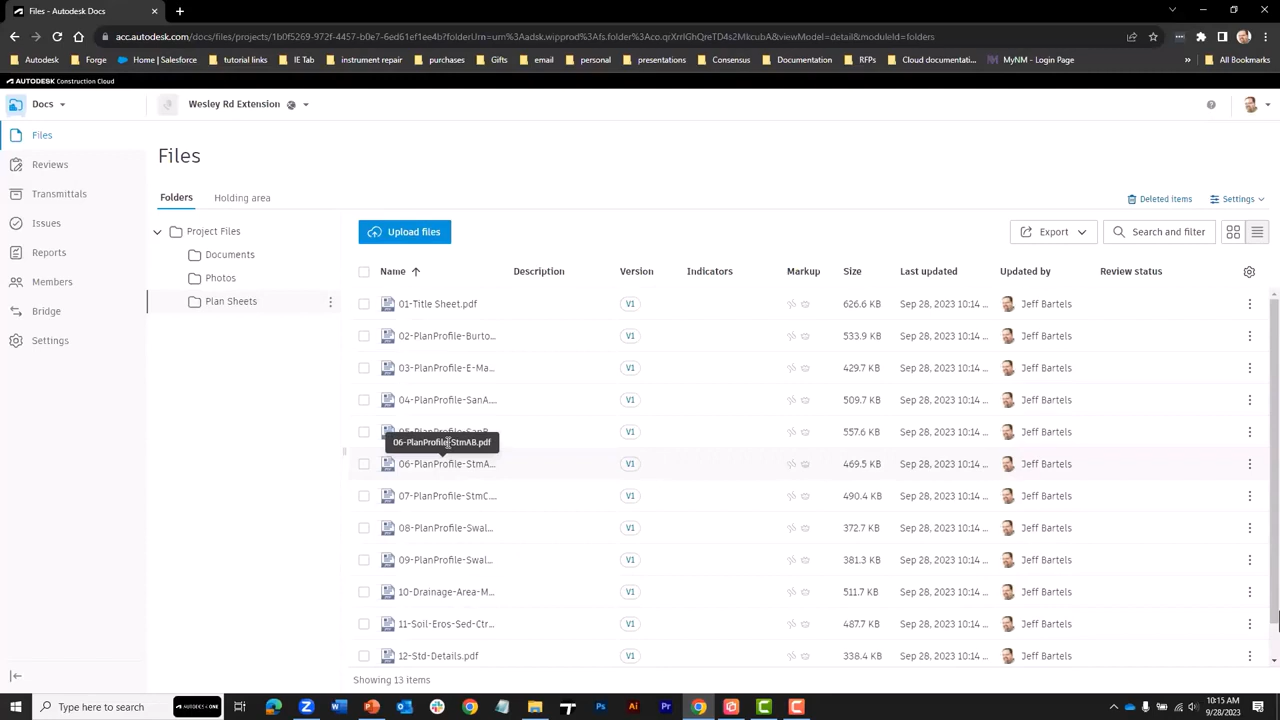 Files - Autodesk Docs
acc.autodesk.com/docs/files/projects/1b0f5269-972f-4457-b0e7-6ed61ef1ee4b?folderUrn=urn%3Aadsk.wipprod%3Afs.folder%3Aco.qrXrrIGhQreTD4s2MkcubA&viewModel=detail&moduleId=folders
Autodesk Forge Home | Salesforce tutorial links IE Tab instrument repair purchases Gifts email personal presentations Construction Documentation RFPs Cloud documentati... MyNM - Login Page » All Bookmarks
AUTODESK Construction Cloud
Docs Wesley Rd Extension
Files
Reviews
Transmittals
Issues
Reports
Members
Bridge
Settings
Files
Folders Holding area
Deleted items Settings
Project Files
Documents
Photos
Plan Sheets
Upload files Export Search and filter
Name Description Version Indicators Markup Size Last updated Updated by Review status
01-Title Sheet.pdf V1 626.6 KB Sep 28, 2023 10:14 ... Jeff Bartels
02-PlanProfile-Burto... V1 533.9 KB Sep 28, 2023 10:14 ... Jeff Bartels
03-PlanProfile-E-Ma... V1 429.7 KB Sep 28, 2023 10:14 ... Jeff Bartels
04-PlanProfile-SanA.... V1 509.7 KB Sep 28, 2023 10:14 ... Jeff Bartels
05-PlanProfile-SanB... V1 557.6 KB Sep 28, 2023 10:14 ... Jeff Bartels
06-PlanProfile-StmAB.pdf
06-PlanProfile-StmA... V1 469.5 KB Sep 28, 2023 10:14 ... Jeff Bartels
07-PlanProfile-StmC.... V1 490.4 KB Sep 28, 2023 10:14 ... Jeff Bartels
08-PlanProfile-Swal... V1 372.7 KB Sep 28, 2023 10:14 ... Jeff Bartels
09-PlanProfile-Swal... V1 381.3 KB Sep 28, 2023 10:14 ... Jeff Bartels
10-Drainage-Area-M... V1 511.7 KB Sep 28, 2023 10:14 ... Jeff Bartels
11-Soil-Eros-Sed-Ctr... V1 487.7 KB Sep 28, 2023 10:14 ... Jeff Bartels
12-Std-Details.pdf V1 338.4 KB Sep 28, 2023 10:14 ... Jeff Bartels
Showing 13 items
Type here to search
AUTODESK ONE
10:15 AM
9/28/2023